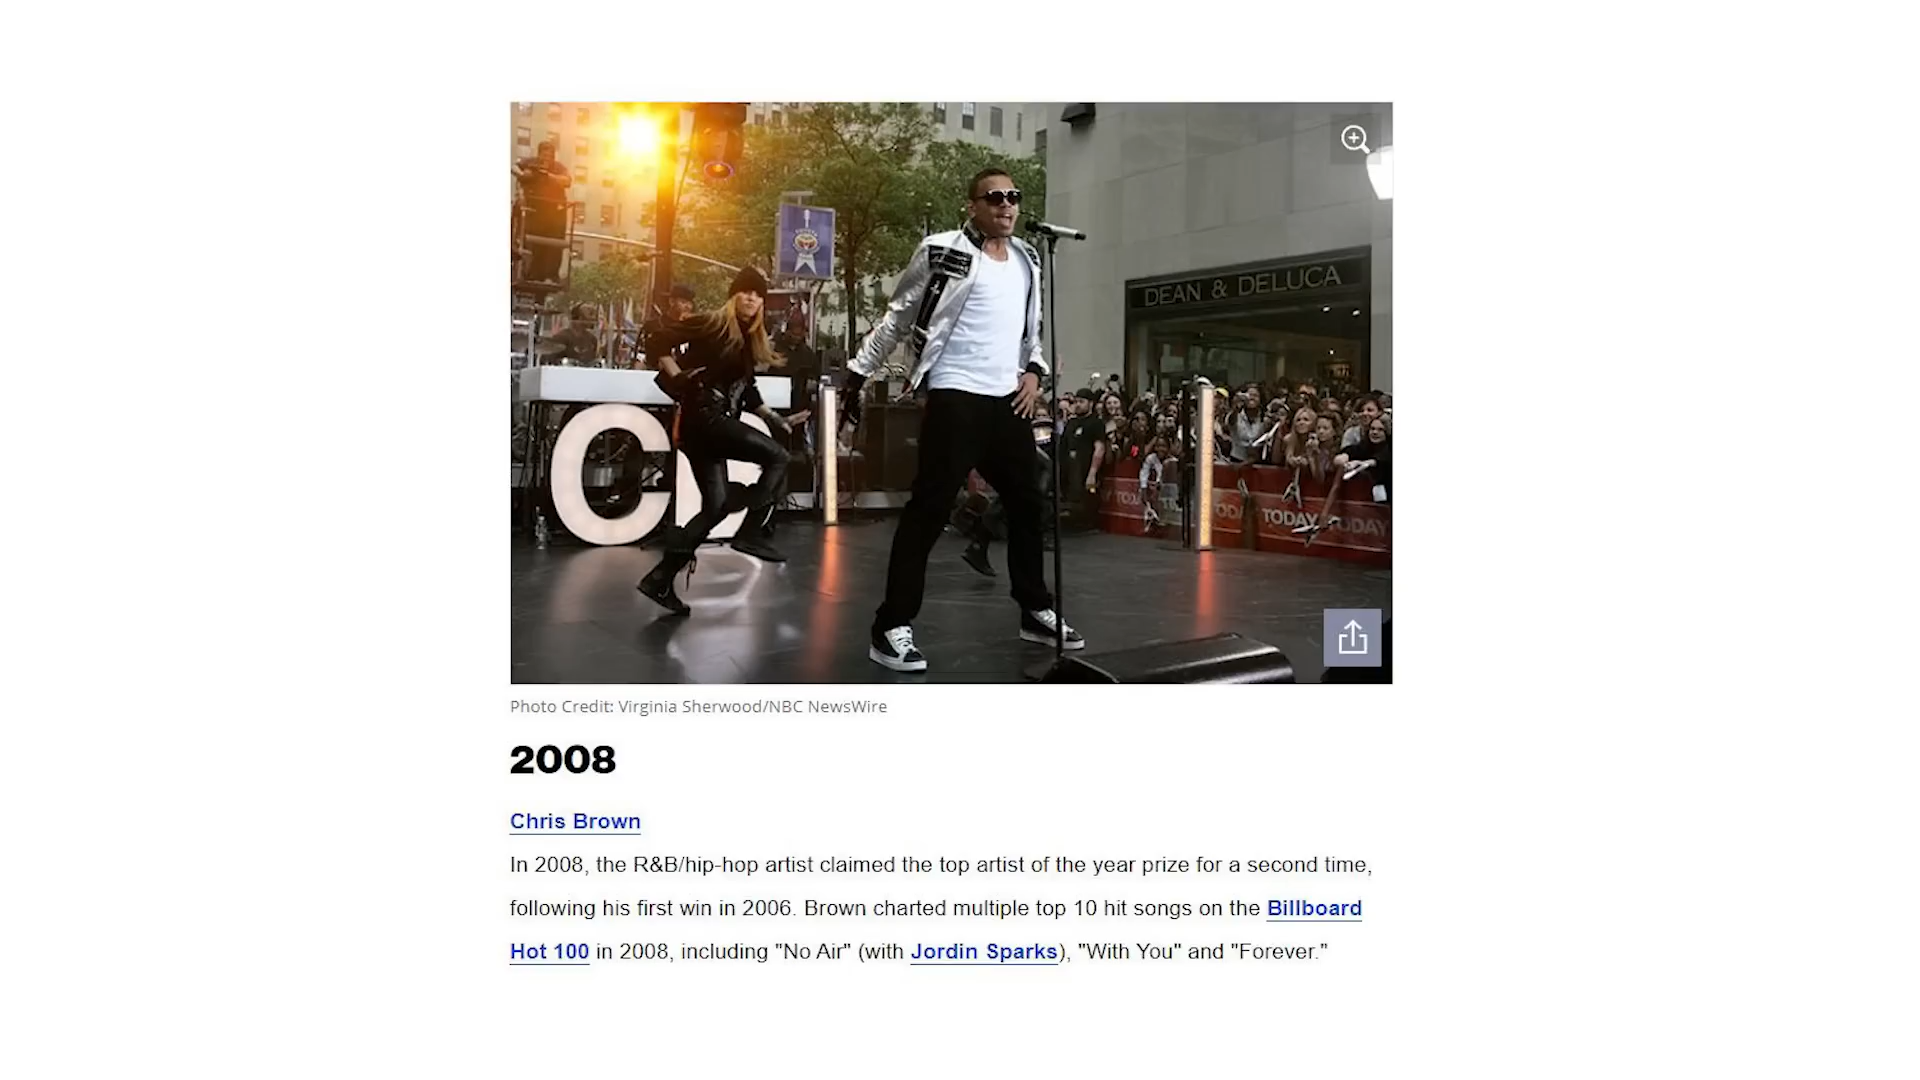 DEAN & DELUCA
C
TODAY TODAY
Photo Credit: Virginia Sherwood/NBC NewsWire
2008
Chris Brown
In 2008, the R&B/hip-hop artist claimed the top artist of the year prize for a second time,
following his first win in 2006. Brown charted multiple top 10 hit songs on the Billboard
Hot 100 in 2008, including "No Air" (with Jordin Sparks), "With You" and "Forever."